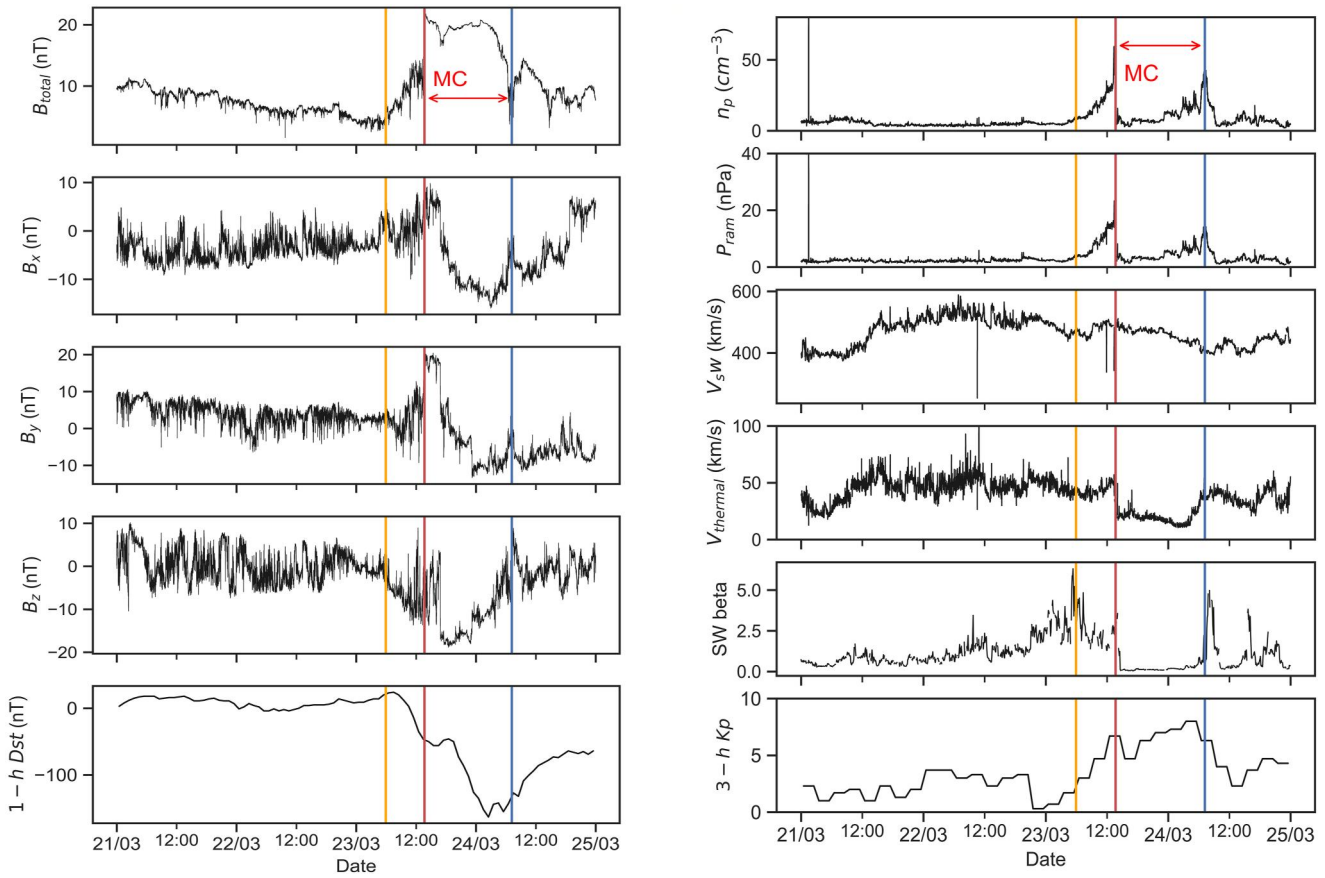 B_total (nT)
20
10
MC
B_x (nT)
10
0
−10
B_y (nT)
20
10
0
−10
B_z (nT)
10
0
−10
−20
1 − h Dst (nT)
0
−100
21/03 12:00 22/03 12:00 23/03 12:00 24/03 12:00 25/03
Date
n_p (cm^{−3})
50
0
MC
P_ram (nPa)
40
20
0
V_sw (km/s)
600
400
V_thermal (km/s)
100
50
0
SW beta
5.0
2.5
0.0
3 − h Kp
10
5
0
21/03 12:00 22/03 12:00 23/03 12:00 24/03 12:00 25/03
Date